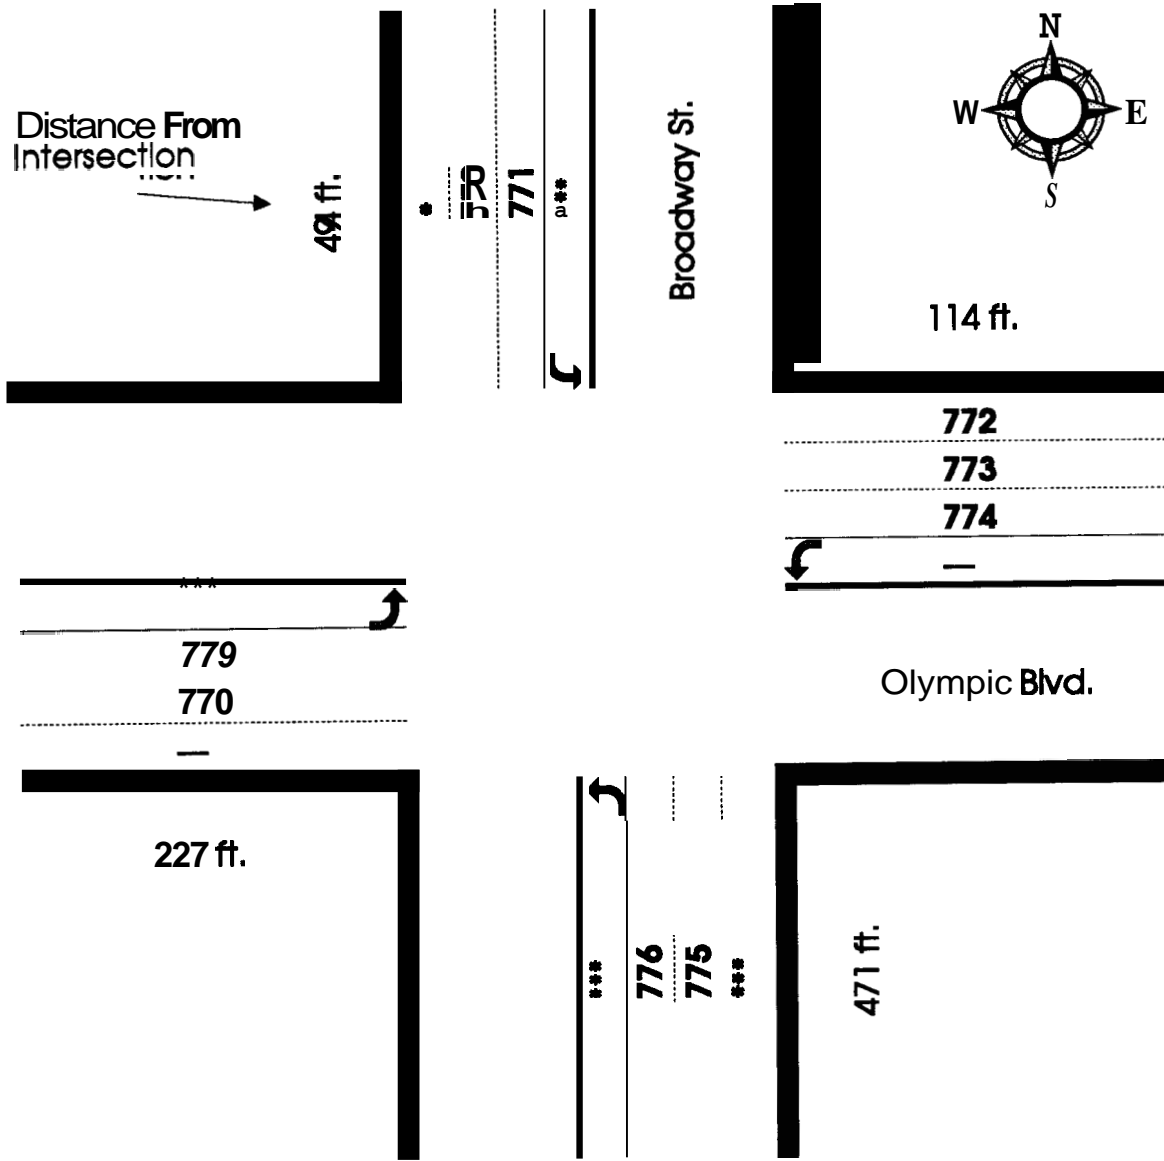 N
W
E
S
Distance From
Intersection
771
Broadway St.
114 ft.
772
773
774
—
***
779
770
—
Olympic Blvd.
227 ft.
***
776
775
***
471 ft.